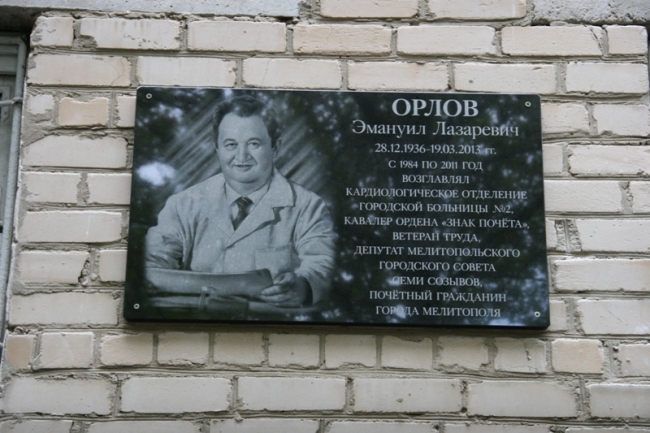 ОРЛОВ
Эмануил Лазаревич
28.12.1936-19.03.2013 гг.
С 1984 ПО 2011 ГОД
ВОЗГЛАВЛЯЛ
КАРДИОЛОГИЧЕСКОЕ ОТДЕЛЕНИЕ
ГОРОДСКОЙ БОЛЬНИЦЫ №2,
КАВАЛЕР ОРДЕНА «ЗНАК ПОЧЁТА»,
ВЕТЕРАН ТРУДА,
ДЕПУТАТ МЕЛИТОПОЛЬСКОГО
ГОРОДСКОГО СОВЕТА
СЕМИ СОЗЫВОВ,
ПОЧЁТНЫЙ ГРАЖДАНИН
ГОРОДА МЕЛИТОПОЛЯ